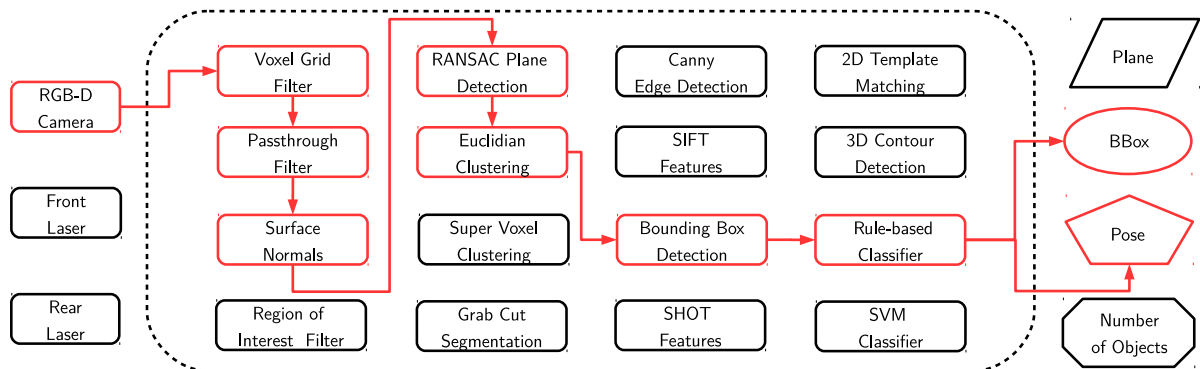 RGB-D
Camera
Front
Laser
Rear
Laser
Voxel Grid
Filter
Passthrough
Filter
Surface
Normals
Region of
Interest Filter
RANSAC Plane
Detection
Euclidian
Clustering
Super Voxel
Clustering
Grab Cut
Segmentation
Canny
Edge Detection
SIFT
Features
Bounding Box
Detection
SHOT
Features
2D Template
Matching
3D Contour
Detection
Rule-based
Classifier
SVM
Classifier
Plane
BBox
Pose
Number
of Objects